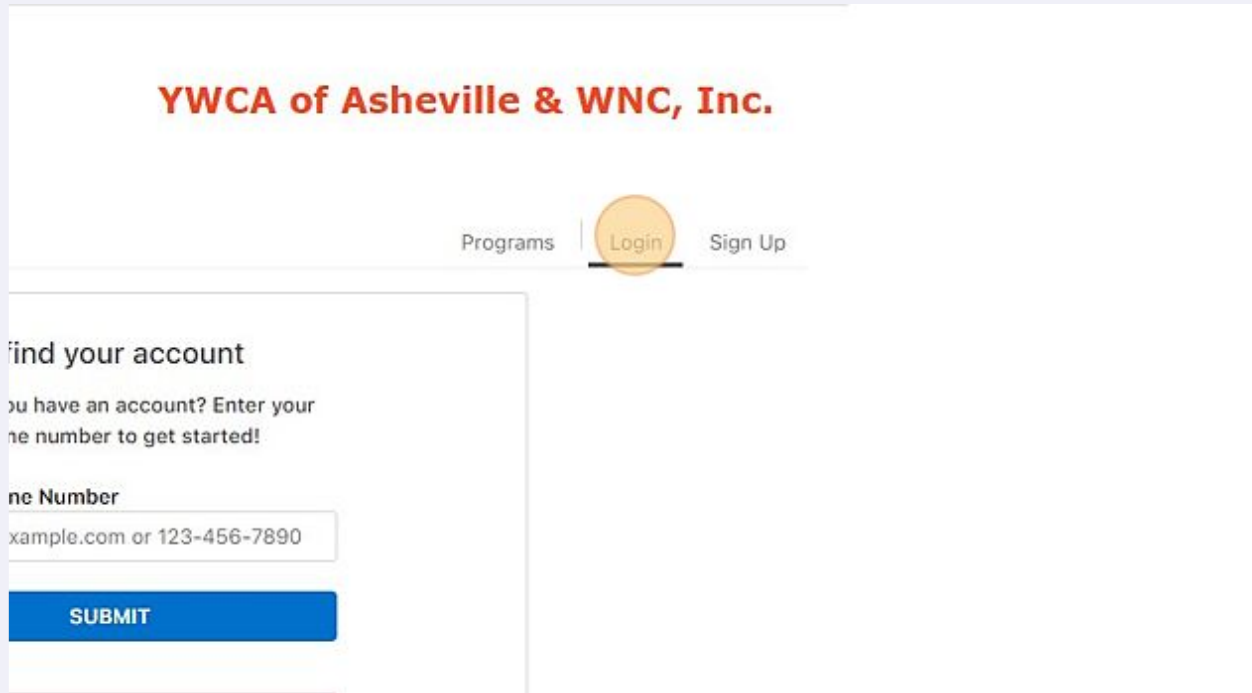 YWCA of Asheville & WNC, Inc.
Programs Login Sign Up
find your account
ou have an account? Enter your
ne number to get started!
ne Number
xample.com or 123-456-7890
SUBMIT